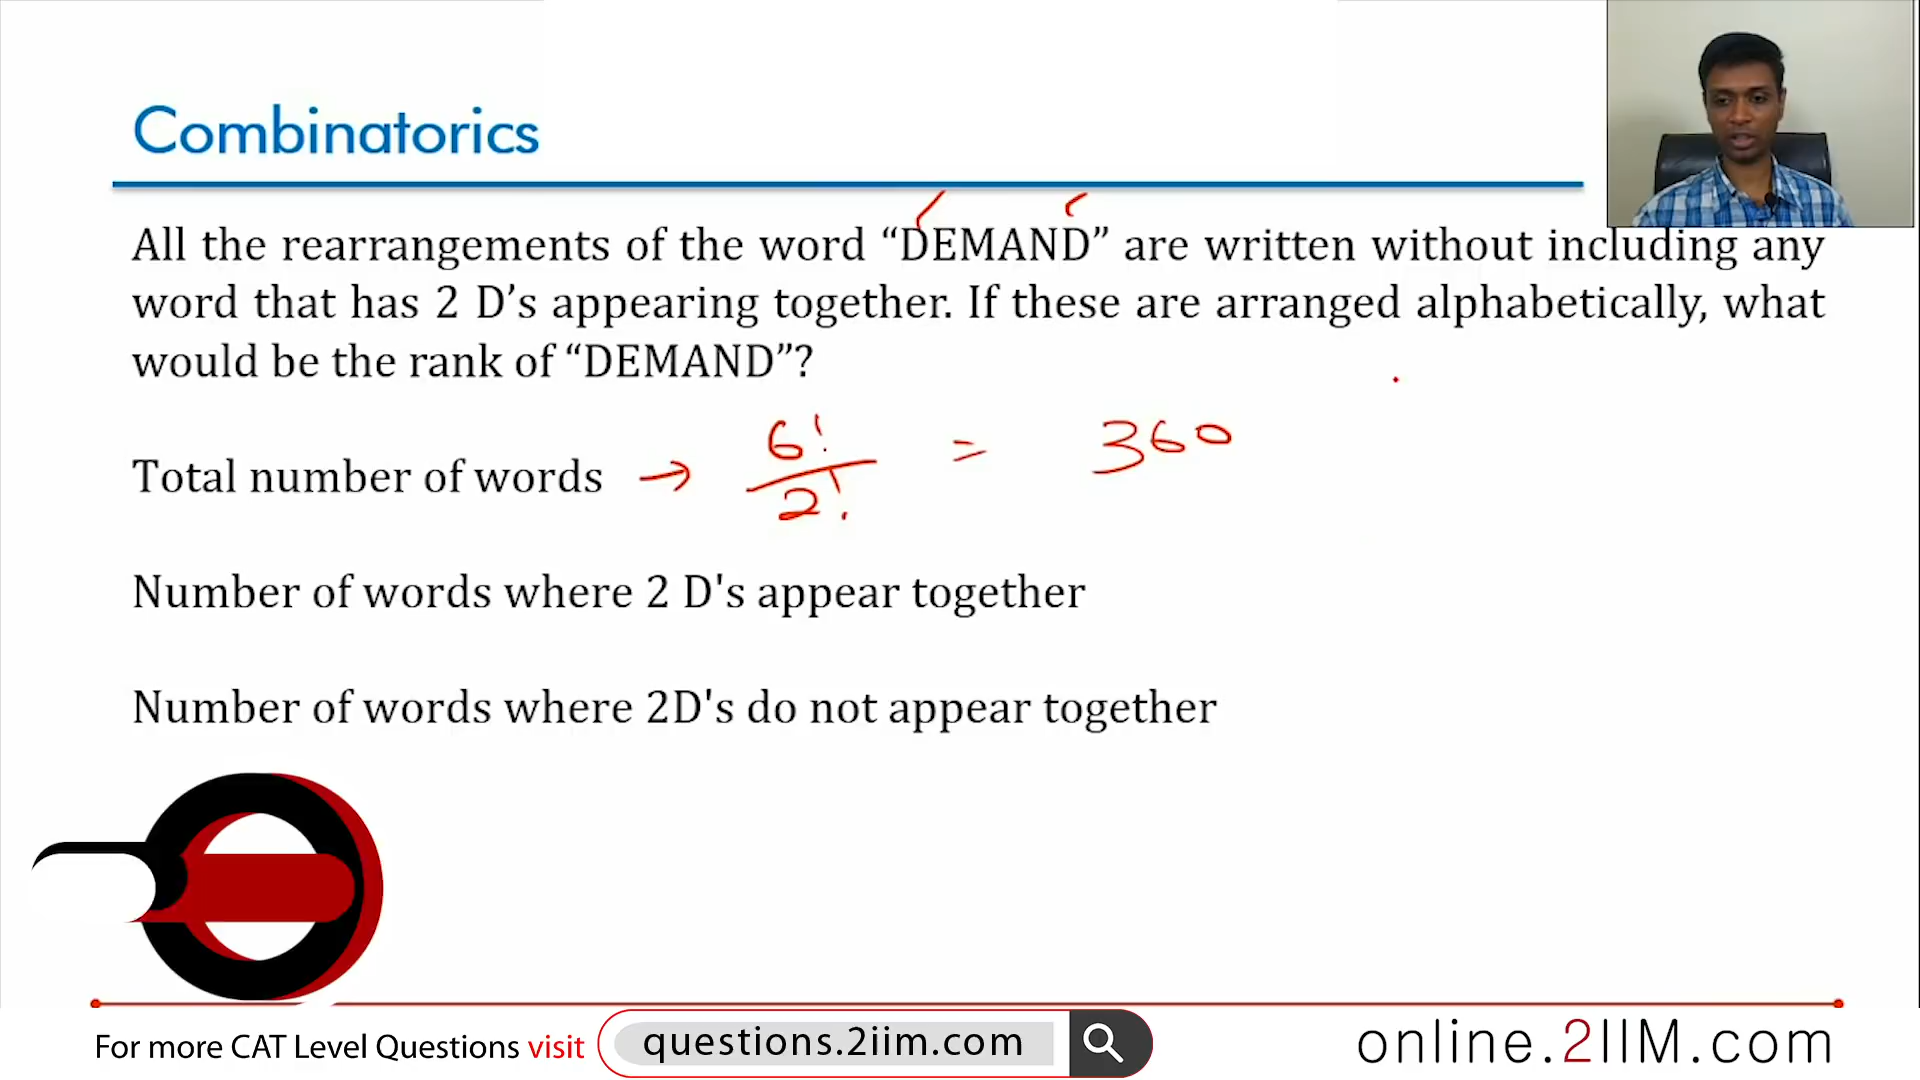 Combinatorics
All the rearrangements of the word “DEMAND” are written without including any
word that has 2 D’s appearing together. If these are arranged alphabetically, what
would be the rank of “DEMAND”?
Total number of words → 6!/2! = 360
Number of words where 2 D's appear together
Number of words where 2D's do not appear together
For more CAT Level Questions visit questions.2iim.com online.2IIM.com